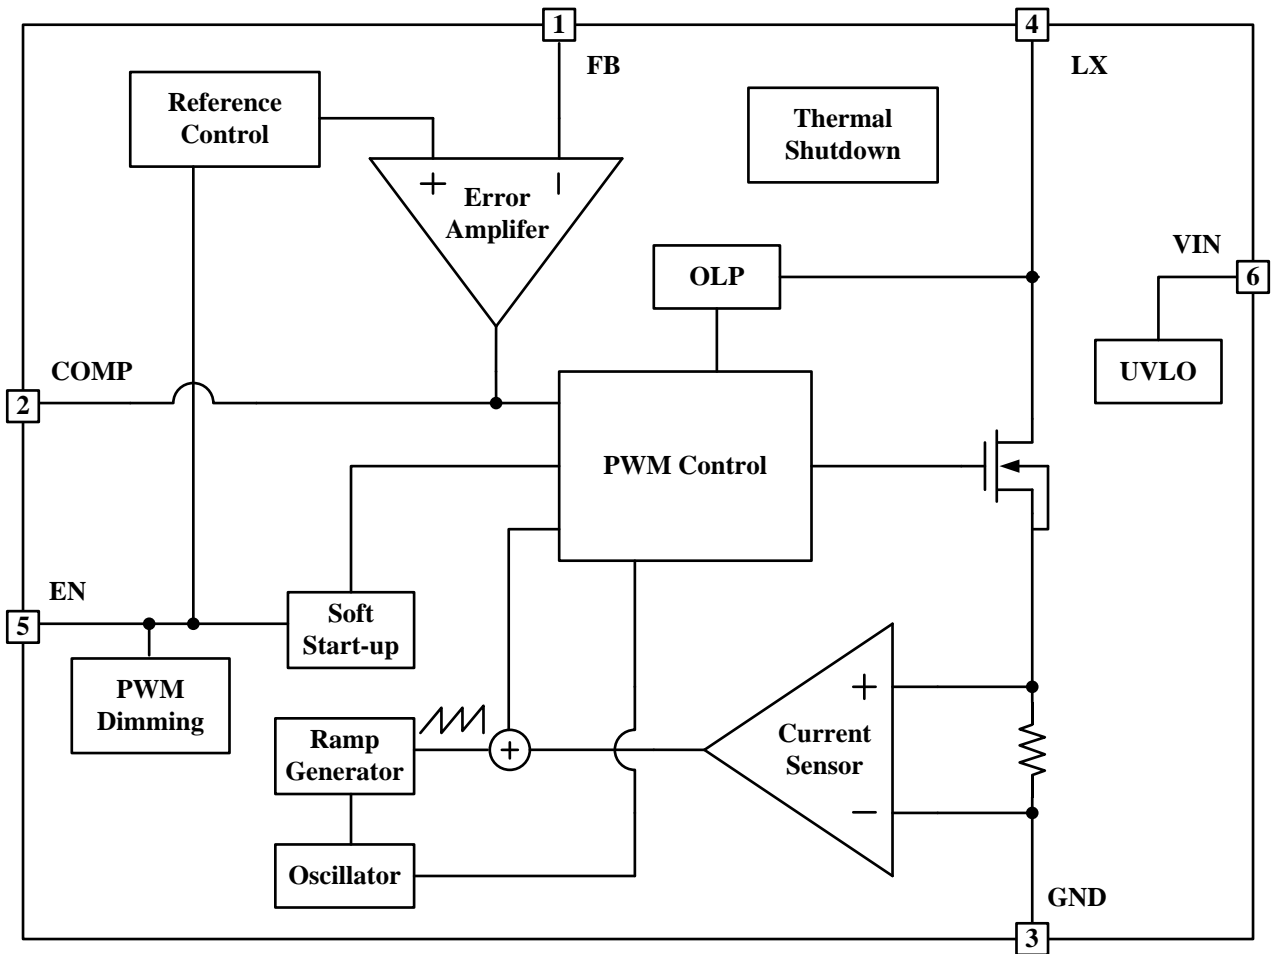 1
4
FB
LX
Reference
Control
Thermal
Shutdown
+
−
Error
Amplifer
VIN
6
OLP
COMP
UVLO
2
PWM Control
EN
5
Soft
Start-up
PWM
Dimming
+
Ramp
Generator
+
Current
Sensor
−
Oscillator
GND
3